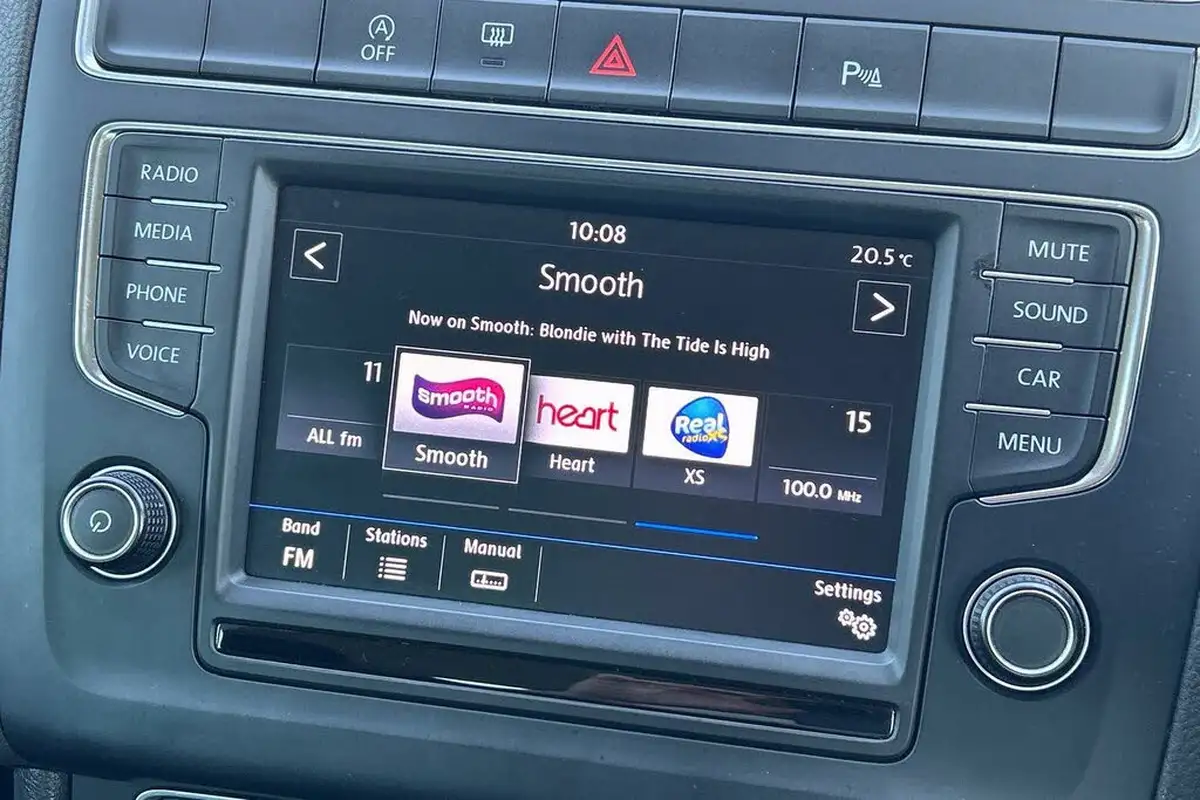 A
OFF
P
RADIO
MEDIA
PHONE
VOICE
MUTE
SOUND
CAR
MENU
10:08
20.5 °C
<
Smooth
>
Now on Smooth: Blondie with The Tide Is High
11
ALL fm
smooth
RADIO
Smooth
heart
Heart
Real
radioXS
XS
15
100.0 MHz
Band
FM
Stations
Manual
Settings